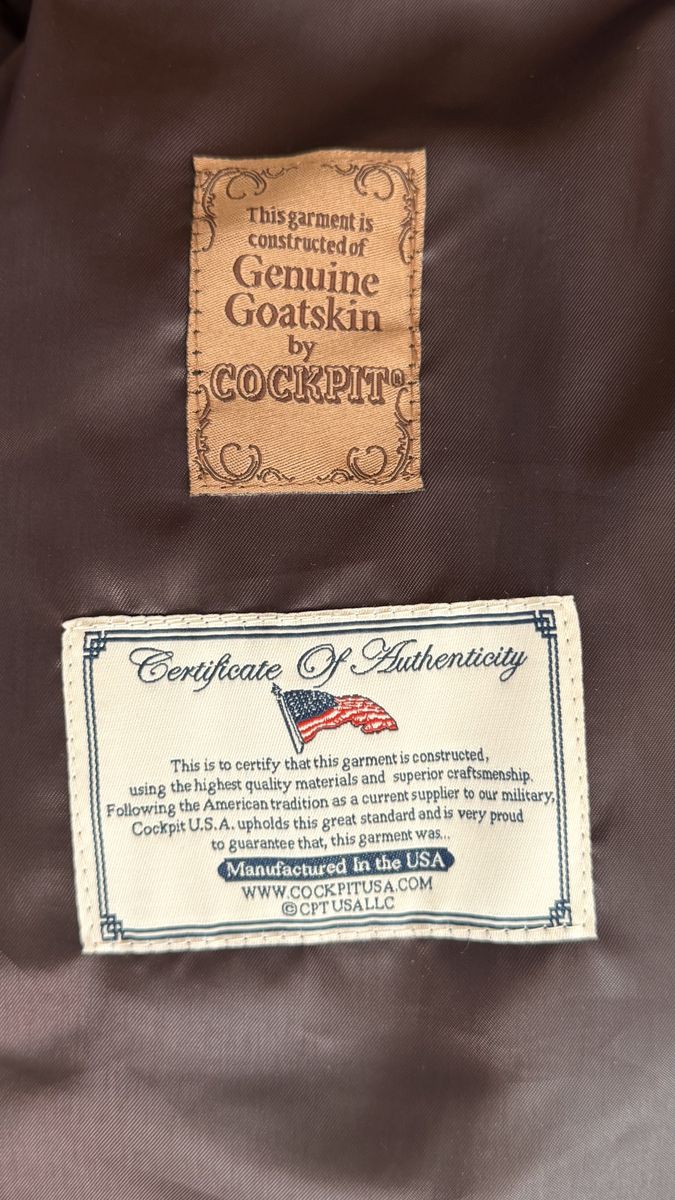 This garment is
constructed of
Genuine
Goatskin
by
COCKPIT®
Certificate Of Authenticity
This is to certify that this garment is constructed,
using the highest quality materials and superior craftsmenship.
Following the American tradition as a current supplier to our military,
Cockpit U.S.A. upholds this great standard and is very proud
to guarantee that, this garment was...
Manufactured In the USA
WWW.COCKPITUSA.COM
©CPT USA LLC